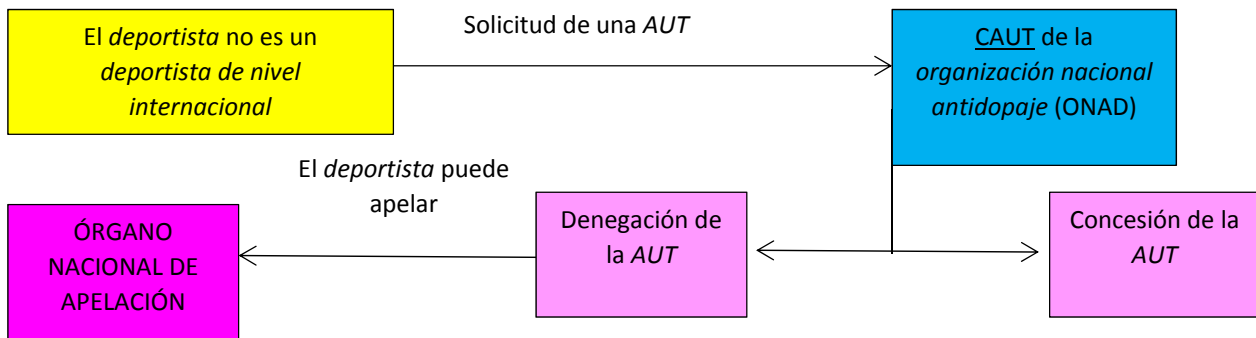 El deportista no es un
deportista de nivel
internacional
Solicitud de una AUT
CAUT de la
organización nacional
antidopaje (ONAD)
El deportista puede
apelar
ÓRGANO
NACIONAL DE
APELACIÓN
Denegación de
la AUT
Concesión de la
AUT